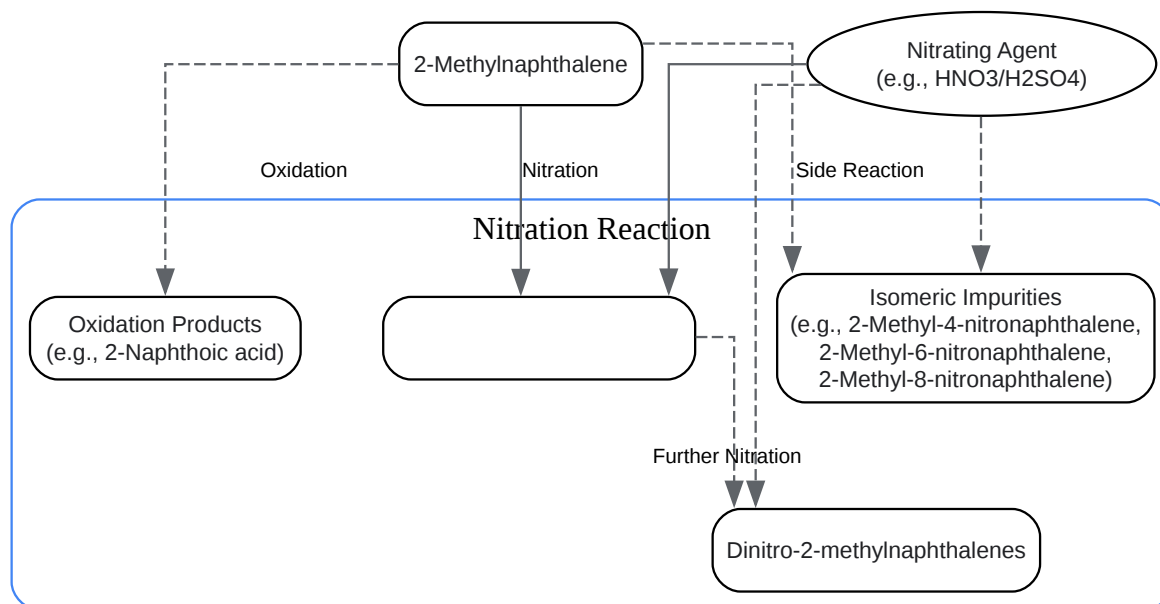 2-Methylnaphthalene
Nitrating Agent
(e.g., HNO3/H2SO4)
Oxidation
Nitration
Side Reaction
Nitration Reaction
Oxidation Products
(e.g., 2-Naphthoic acid)
Isomeric Impurities
(e.g., 2-Methyl-4-nitronaphthalene,
2-Methyl-6-nitronaphthalene,
2-Methyl-8-nitronaphthalene)
Further Nitration
Dinitro-2-methylnaphthalenes